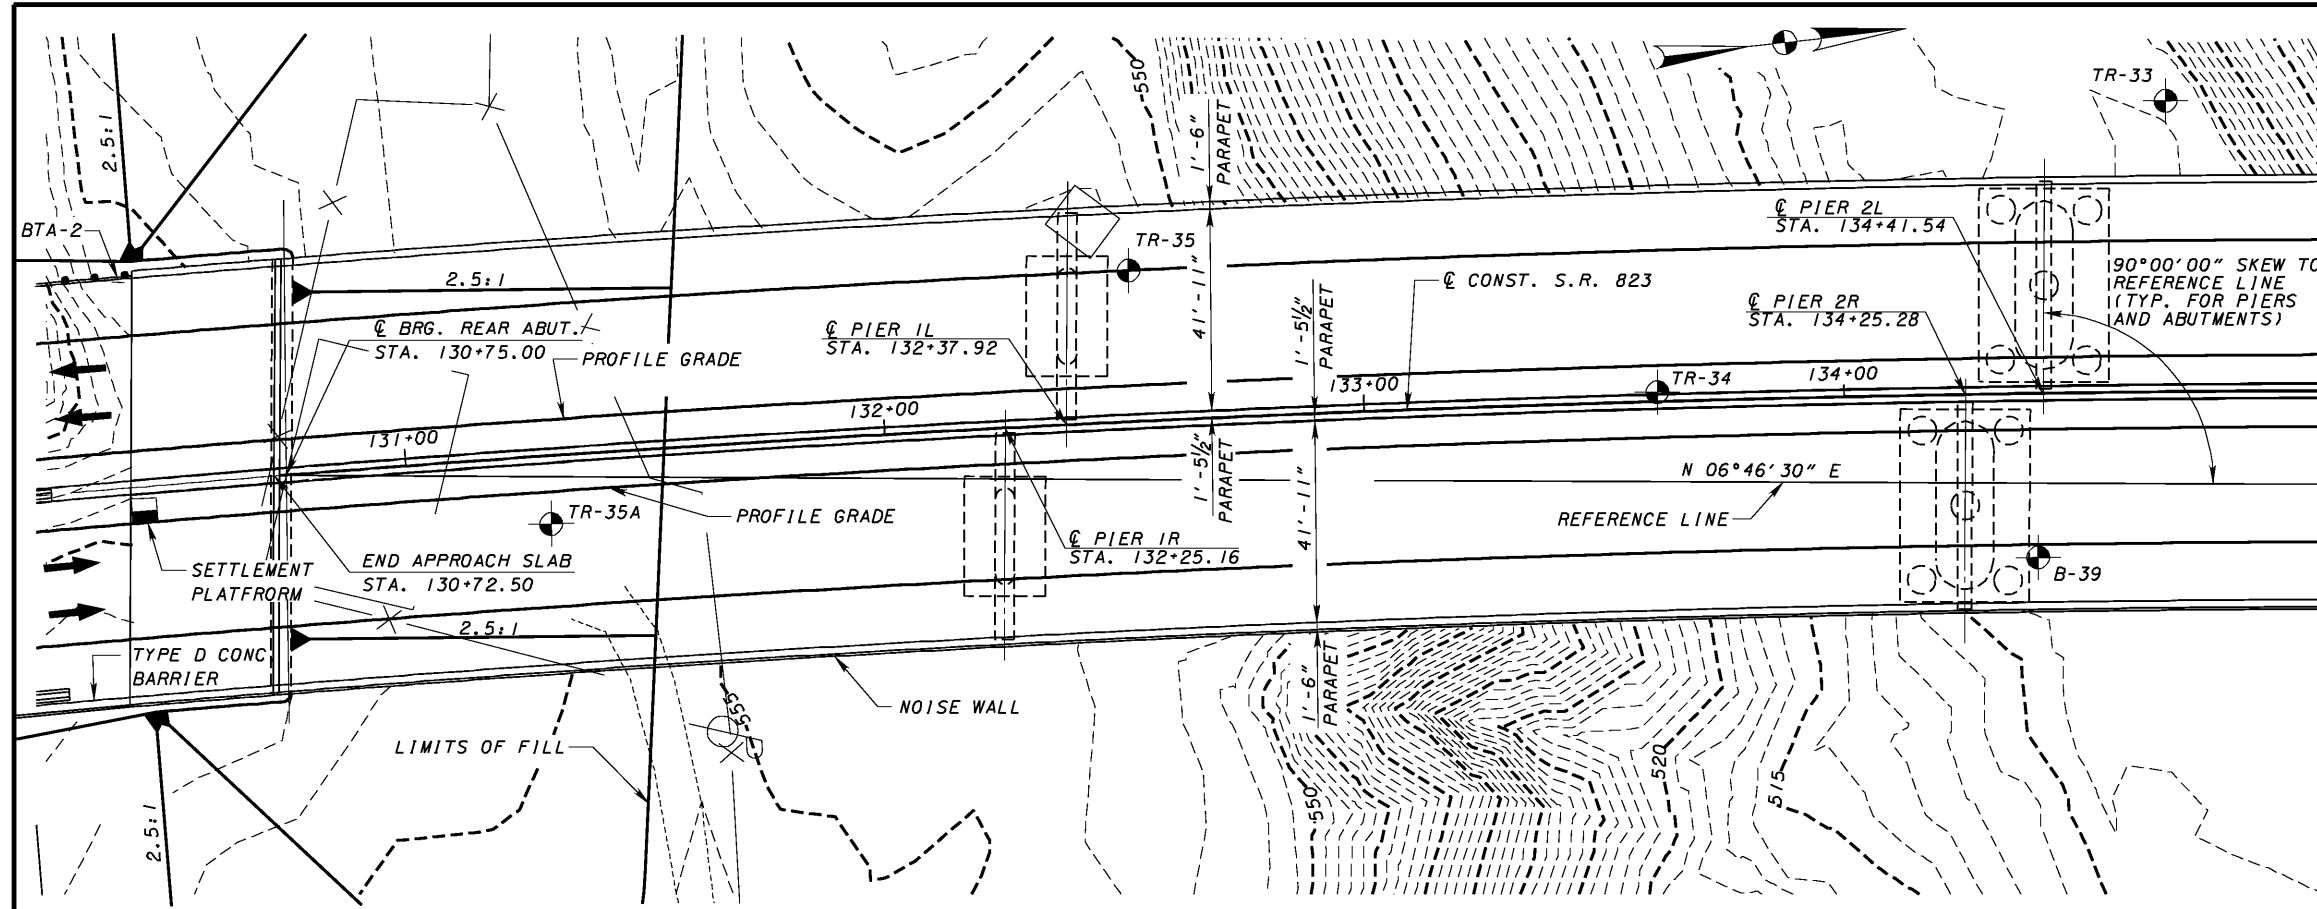 2.5:1
550
1'-6"
PARAPET
TR-33
BTA-2
TR-35
2.5:1
℄ BRG. REAR ABUT.
STA. 130+75.00
PROFILE GRADE
℄ PIER 1L
STA. 132+37.92
41'-11"
1'-5½"
PARAPET
℄ CONST. S.R. 823
℄ PIER 2L
STA. 134+41.54
℄ PIER 2R
STA. 134+25.28
90°00'00" SKEW TO
REFERENCE LINE
(TYP. FOR PIERS
AND ABUTMENTS)
131+00
132+00
133+00
TR-34
134+00
1'-5½"
PARAPET
N 06°46'30" E
REFERENCE LINE
TR-35A
PROFILE GRADE
℄ PIER 1R
STA. 132+25.16
41'-11"
B-39
SETTLEMENT
PLATFRORM
END APPROACH SLAB
STA. 130+72.50
2.5:1
TYPE D CONC
BARRIER
NOISE WALL
LIMITS OF FILL
555
1'-6"
PARAPET
2.5:1
550
520
515